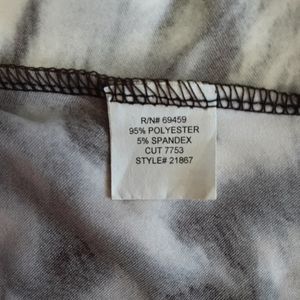 R/N# 69459
95% POLYESTER
5% SPANDEX
CUT 7753
STYLE# 21867